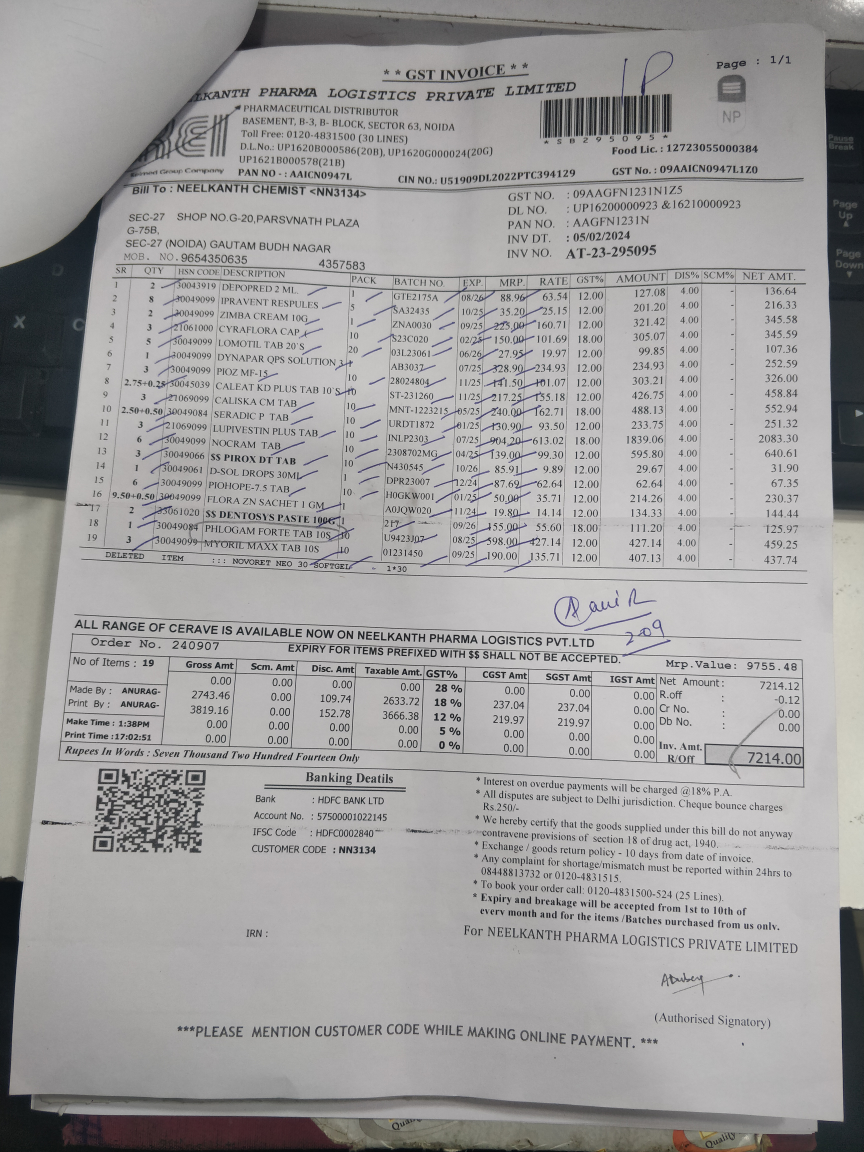 ** GST INVOICE **
Page : 1/1
1P
NEELKANTH PHARMA LOGISTICS PRIVATE LIMITED
PHARMACEUTICAL DISTRIBUTOR
BASEMENT, B-3, B- BLOCK, SECTOR 63, NOIDA
Toll Free: 0120-4831500 (30 LINES)
D.L.No.: UP1620B000586(20B), UP1620G000024(20G)
UP1621B000578(21B)
Group Company
PAN NO -: AAICN0947L
CIN NO.: U51909DL2022PTC394129
NP
*SB295095*
Food Lic. : 12723055000384
GST No. : 09AAICN0947L1Z0
Bill To : NEELKANTH CHEMIST <NN3134>
SEC-27 SHOP NO.G-20,PARSVNATH PLAZA
G-75B,
SEC-27 (NOIDA) GAUTAM BUDH NAGAR
MOB. NO.9654350635
4357583
GST NO. : 09AAGFN1231N1Z5
DL NO. : UP16200000923 &16210000923
PAN NO. : AAGFN1231N
INV DT. : 05/02/2024
INV NO. AT-23-295095
SR QTY HSN CODE DESCRIPTION PACK BATCH NO. EXP. MRP. RATE GST% AMOUNT DIS% SCM% NET AMT.
1 2 30043919 DEPOPRED 2 ML 1 GTE2175A 08/26 88.96 63.54 12.00 127.08 4.00 - 136.64
2 8 30049099 IPRAVENT RESPULES 5 SA32435 10/25 35.20 25.15 12.00 201.20 4.00 - 216.33
3 2 30049099 ZIMBA CREAM 10G 1 ZNA0030 09/25 225.00 160.71 12.00 321.42 4.00 - 345.58
4 3 21061000 CYRAFLORA CAP S23C020 02/25 150.00 101.69 18.00 305.07 4.00 - 345.59
5 5 30049099 LOMOTIL TAB 20'S 20 03L23061 06/26 27.95 19.97 12.00 99.85 4.00 - 107.36
6 1 30049099 DYNAPAR QPS SOLUTION AB3037 07/25 328.90 234.93 12.00 234.93 4.00 - 252.59
7 3 30049099 PIOZ MF-15 10 28024804 11/25 141.50 101.07 12.00 303.21 4.00 - 326.00
8 2.75+0.25 30045039 CALEAT KD PLUS TAB 10'S 10 ST-231260 11/25 217.25 155.18 12.00 426.75 4.00 - 458.84
9 3 21069099 CALISKA CM TAB 10 MNT-1223215 05/25 240.00 162.71 18.00 488.13 4.00 - 552.94
10 2.50+0.50 30049084 SERADIC P TAB 10 URDT1872 01/25 130.90 93.50 12.00 233.75 4.00 - 251.32
11 3 21069099 LUPIVESTIN PLUS TAB 10 INLP2303 07/25 904.20 613.02 18.00 1839.06 4.00 - 2083.30
12 6 30049099 NOCRAM TAB 10 2308702MG 04/25 139.00 99.30 12.00 595.80 4.00 - 640.61
13 3 30049066 $$ PIROX DT TAB 10 N430545 10/26 85.91 9.89 12.00 29.67 4.00 - 31.90
14 1 30049061 D-SOL DROPS 30ML 1 DPR23007 12/24 87.69 62.64 12.00 62.64 4.00 - 67.35
15 6 30049099 PIOHOPE-7.5 TAB 10 H0GKW001 01/25 50.00 35.71 12.00 214.26 4.00 - 230.37
16 9.50+0.50 30049099 FLORA ZN SACHET 1 GM 1 A0JQW020 11/24 19.80 14.14 12.00 134.33 4.00 - 144.44
17 2 33061020 $$ DENTOSYS PASTE 100G 1 217 09/26 155.00 55.60 18.00 111.20 4.00 - 125.97
18 1 30049084 PHLOGAM FORTE TAB 10S 10 U9423J07 08/25 598.00 427.14 12.00 427.14 4.00 - 459.25
19 3 30049099 MYORIL MAXX TAB 10S 10 01231450 09/25 190.00 135.71 12.00 407.13 4.00 - 437.74
DELETED ITEM ::: NOVORET NEO 30 SOFTGEL - 1*30
209
ALL RANGE OF CERAVE IS AVAILABLE NOW ON NEELKANTH PHARMA LOGISTICS PVT.LTD
Order No. 240907
EXPIRY FOR ITEMS PREFIXED WITH $$ SHALL NOT BE ACCEPTED.
Mrp.Value: 9755.48
No of Items : 19
Made By : ANURAG-
Print By : ANURAG-
Make Time : 1:38PM
Print Time :17:02:51
Gross Amt Scm. Amt Disc. Amt Taxable Amt. GST% CGST Amt SGST Amt IGST Amt
0.00 0.00 0.00 0.00 28 % 0.00 0.00 0.00
2743.46 0.00 109.74 2633.72 18 % 237.04 237.04 0.00
3819.16 0.00 152.78 3666.38 12 % 219.97 219.97 0.00
0.00 0.00 0.00 0.00 5 % 0.00 0.00 0.00
0.00 0.00 0.00 0.00 0 % 0.00 0.00 0.00
Net Amount : 7214.12
R.off : -0.12
Cr No. : 0.00
Db No. : 0.00
Inv. Amt. R/Off 7214.00
Rupees In Words : Seven Thousand Two Hundred Fourteen Only
Banking Deatils
Bank : HDFC BANK LTD
Account No. : 57500001022145
IFSC Code : HDFC0002840
CUSTOMER CODE : NN3134
* Interest on overdue payments will be charged @18% P.A.
* All disputes are subject to Delhi jurisdiction. Cheque bounce charges
Rs.250/-
* We hereby certify that the goods supplied under this bill do not anyway
contravene provisions of section 18 of drug act, 1940.
* Exchange / goods return policy - 10 days from date of invoice.
* Any complaint for shortage/mismatch must be reported within 24hrs to
08448813732 or 0120-4831515.
* To book your order call: 0120-4831500-524 (25 Lines).
* Expiry and breakage will be accepted from 1st to 10th of
every month and for the items /Batches purchased from us only.
IRN :
For NEELKANTH PHARMA LOGISTICS PRIVATE LIMITED
(Authorised Signatory)
***PLEASE MENTION CUSTOMER CODE WHILE MAKING ONLINE PAYMENT. ***
Pause
Break
Page
Up
Page
Down
X
C
D
Quality